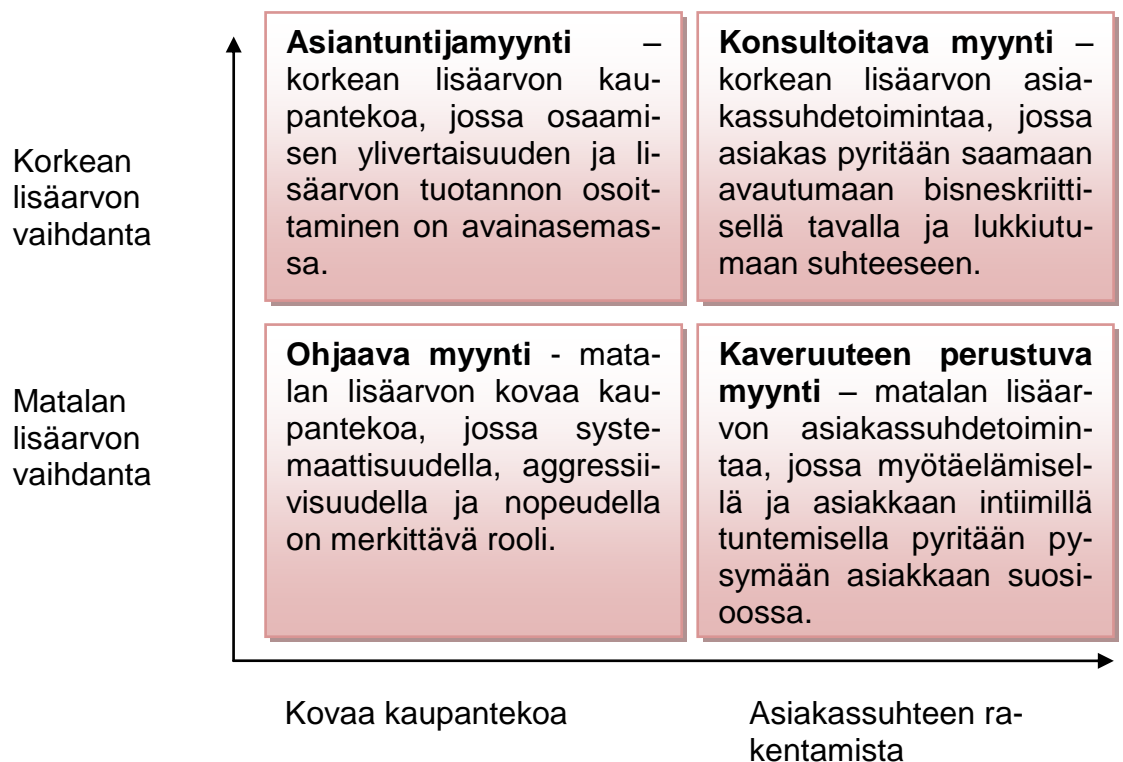 Korkean
lisäarvon
vaihdanta
Asiantuntijamyynti –
korkean lisäarvon kau-
pantekoa, jossa osaami-
sen ylivertaisuuden ja li-
säarvon tuotannon osoit-
taminen on avainasemas-
sa.
Konsultoitava myynti –
korkean lisäarvon asia-
kassuhdetoimintaa, jossa
asiakas pyritään saamaan
avautumaan bisneskriitti-
sellä tavalla ja lukkiutu-
maan suhteeseen.
Matalan
lisäarvon
vaihdanta
Ohjaava myynti - mata-
lan lisäarvon kovaa kau-
pantekoa, jossa syste-
maattisuudella, aggressii-
visuudella ja nopeudella
on merkittävä rooli.
Kaveruuteen perustuva
myynti – matalan lisäar-
von asiakassuhdetoimin-
taa, jossa myötäelämisel-
lä ja asiakkaan intiimillä
tuntemisella pyritään py-
symään asiakkaan suosi-
oossa.
Kovaa kaupantekoa
Asiakassuhteen ra-
kentamista